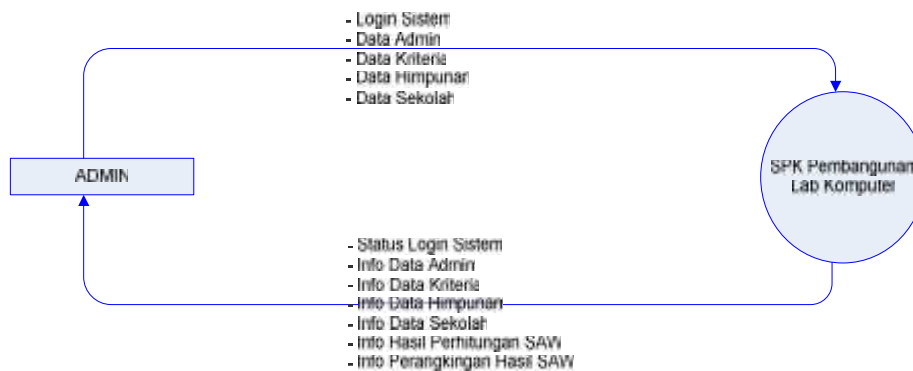 - Login Sistem
- Data Admin
- Data Kriteria
- Data Himpunan
- Data Sekolah
ADMIN
SPK Pembangunan
Lab Komputer
- Status Login Sistem
- Info Data Admin
- Info Data Kriteria
- Info Data Himpunan
- Info Data Sekolah
- Info Hasil Perhitungan SAW
- Info Perangkingan Hasil SAW